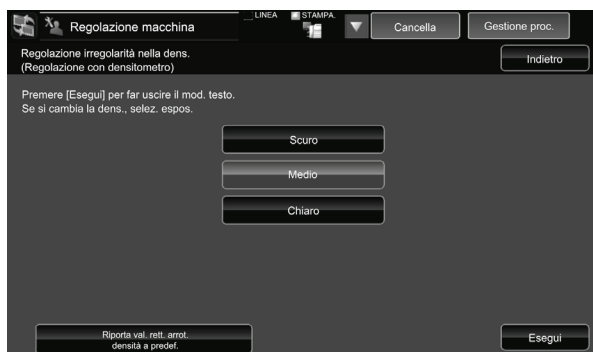 Regolazione macchina
LINEA
STAMPA.
Cancella
Gestione proc.
Regolazione irregolarità nella dens.
(Regolazione con densitometro)
Indietro
Premere [Esegui] per far uscire il mod. testo.
Se si cambia la dens., selez. espos.
Scuro
Medio
Chiaro
Riporta val. rett. arrot.
densità a predef.
Esegui